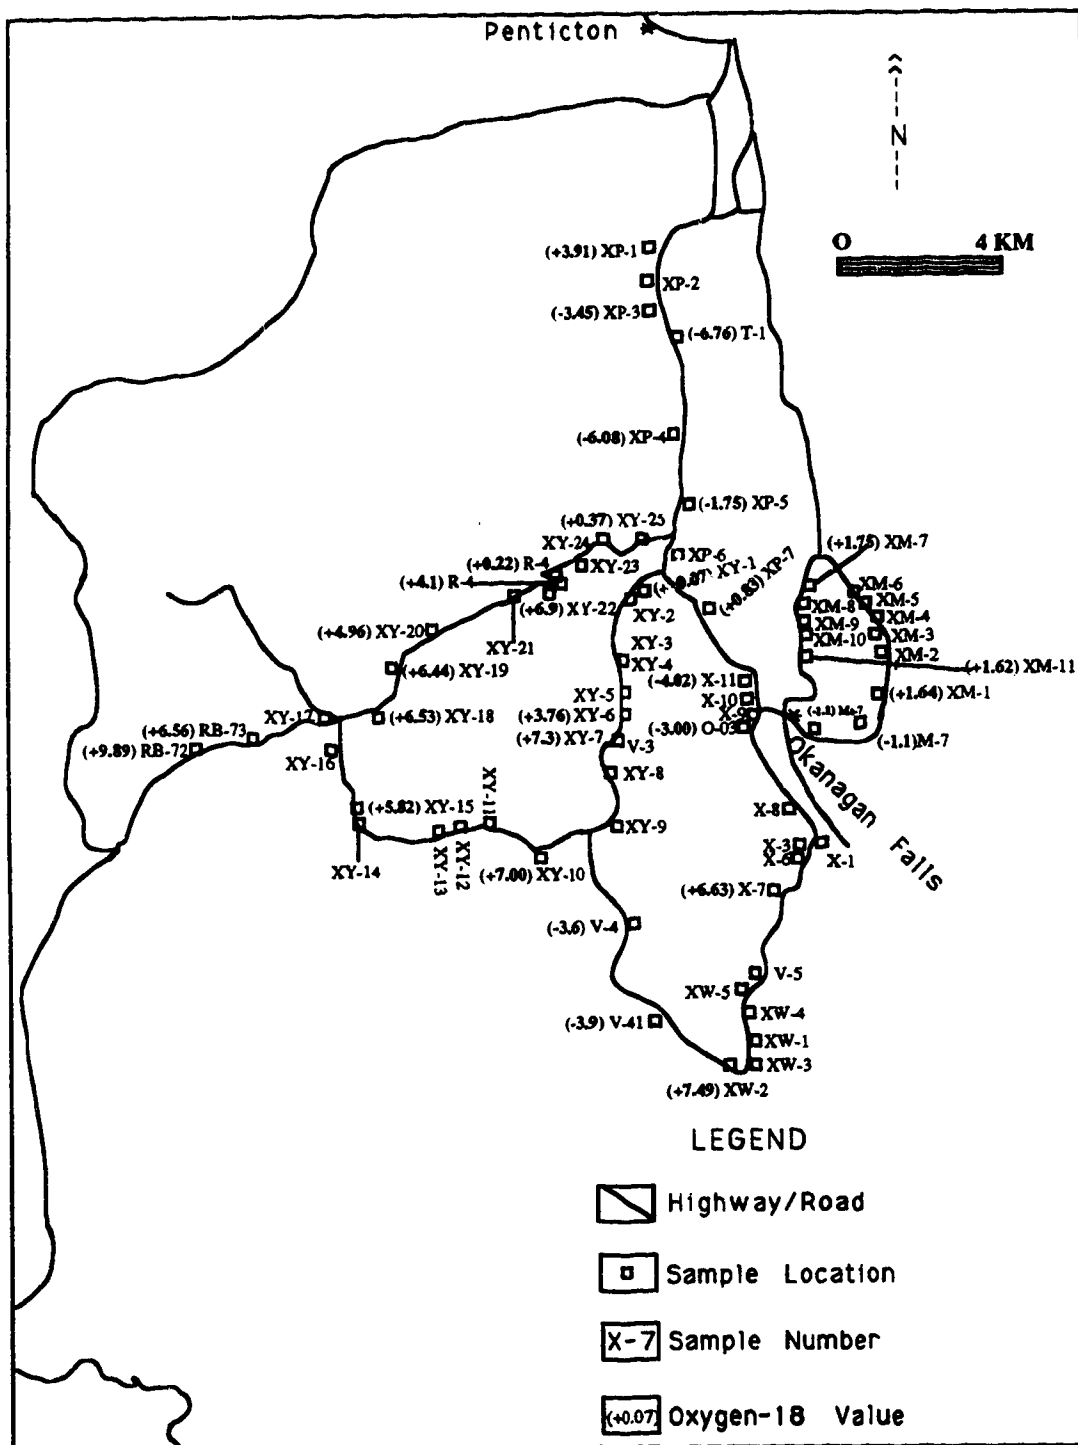 Penticton
N
O 4 KM
(+3.91) XP-1
XP-2
(-3.45) XP-3
(-6.76) T-1
(-6.08) XP-4
(-1.75) XP-5
(+0.37) XY-25
XY-24
XP-6
(+1.75) XM-7
XY-23
(+0.22) R-4
(+4.1) R-4
XY-1
(+0.83) XP-7
(+6.9) XY-22
XY-2
XM-6
XM-5
XM-8
XM-4
XM-9
XM-3
XM-10
XM-2
(+4.96) XY-20
XY-21
XY-3
XY-4
(+6.44) XY-19
(+1.62) XM-11
(-4.02) X-11
XY-5
(+1.64) XM-1
X-10
XY-17
(+6.53) XY-18
(+3.76) XY-6
X-9
(-1.1) M-7
(-3.00) O-03
(+6.56) RB-73
(+7.3) XY-7
V-3
(-1.1)M-7
(+9.89) RB-72
XY-16
XY-8
Okanagan Falls
(+5.82) XY-15
XY-11
X-8
XY-9
XY-14
XY-13
XY-12
X-3
X-6
X-1
(+7.00) XY-10
(+6.63) X-7
(-3.6) V-4
V-5
XW-5
XW-4
(-3.9) V-41
XW-1
XW-3
(+7.49) XW-2
LEGEND
Highway/Road
Sample Location
X-7 Sample Number
(+0.07) Oxygen-18 Value